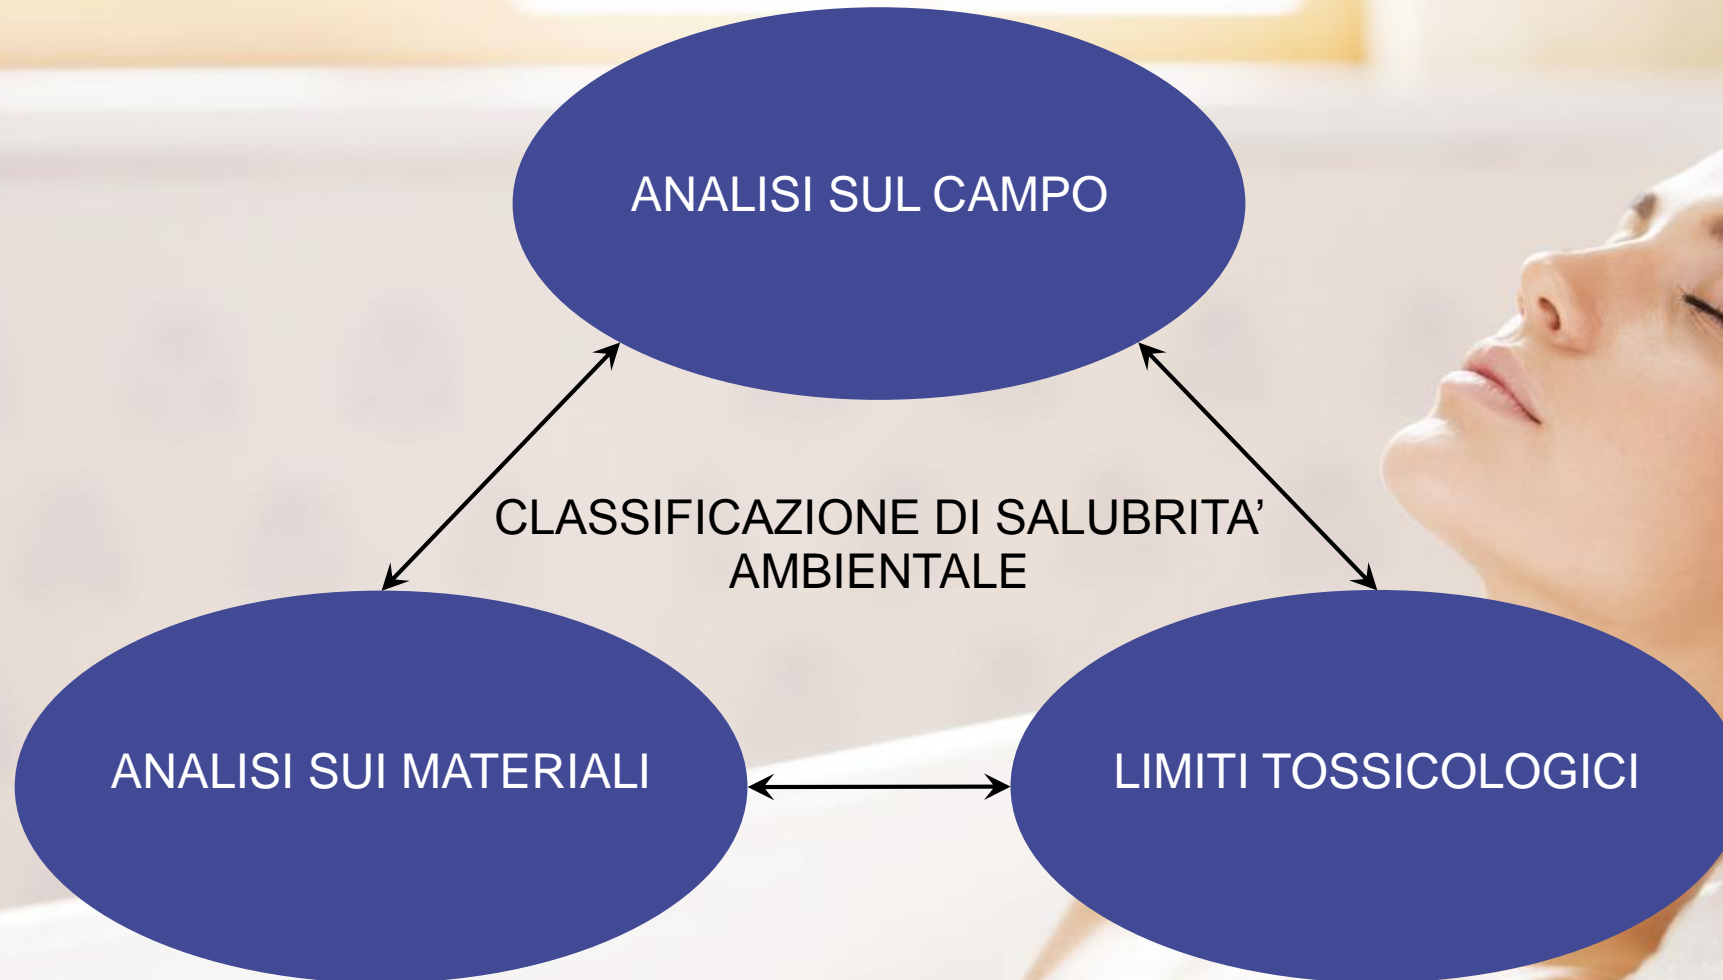 ANALISI SUL CAMPO
CLASSIFICAZIONE DI SALUBRITA’
AMBIENTALE
ANALISI SUI MATERIALI
LIMITI TOSSICOLOGICI